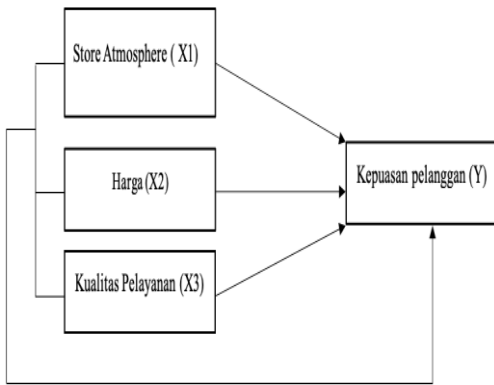 Store Atmosphere ( X1)
Harga (X2)
Kepuasan pelanggan (Y)
Kualitas Pelayanan (X3)